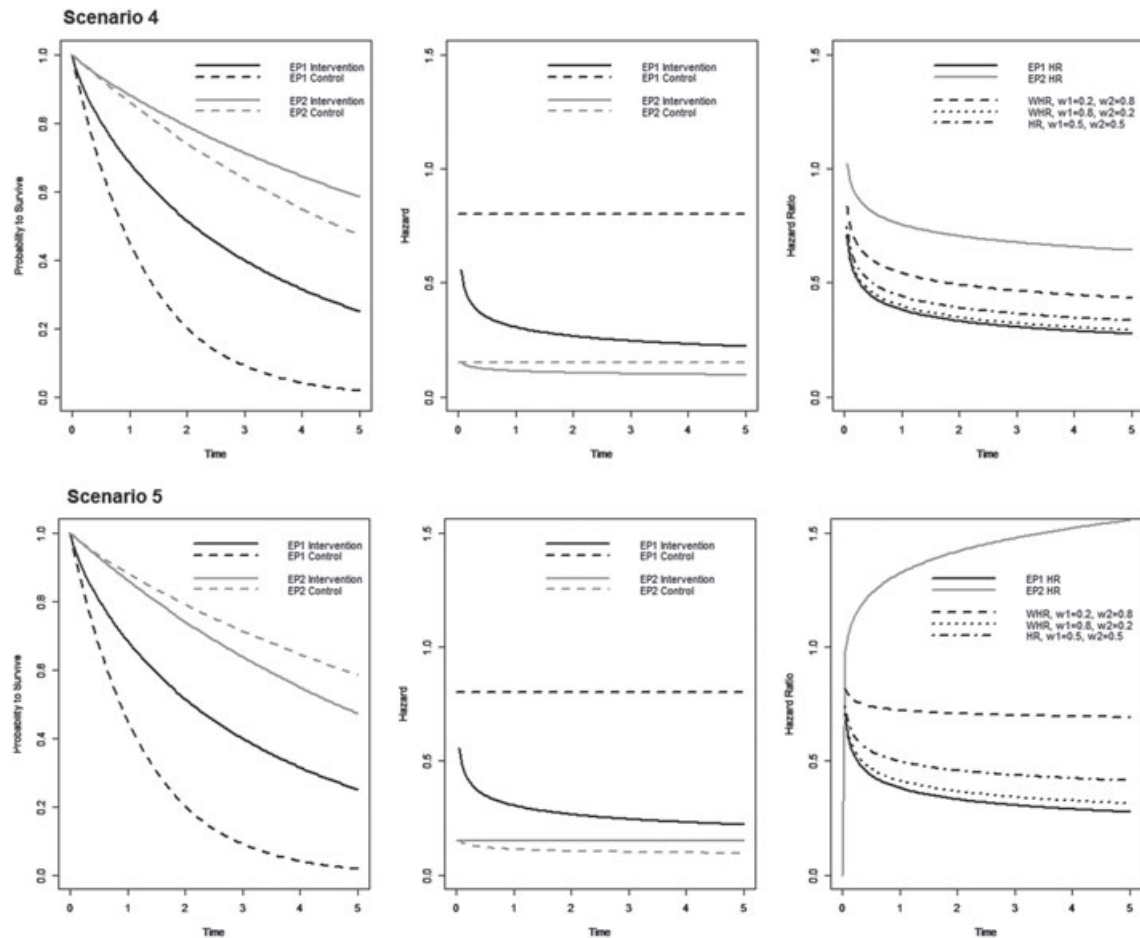 Scenario 4
Probability to Survive
0.0 0.2 0.4 0.6 0.8 1.0
EP1 Intervention
EP1 Control
EP2 Intervention
EP2 Control
0 1 2 3 4 5
Time
Hazard
0.0 0.5 1.0 1.5
EP1 Intervention
EP1 Control
EP2 Intervention
EP2 Control
0 1 2 3 4 5
Time
Hazard Ratio
0.0 0.5 1.0 1.5
EP1 HR
EP2 HR
WHR, w1=0.2, w2=0.8
WHR, w1=0.8, w2=0.2
HR, w1=0.5, w2=0.5
0 1 2 3 4 5
Time
Scenario 5
Probability to Survive
0.0 0.2 0.4 0.6 0.8 1.0
EP1 Intervention
EP1 Control
EP2 Intervention
EP2 Control
0 1 2 3 4 5
Time
Hazard
0.0 0.5 1.0 1.5
EP1 Intervention
EP1 Control
EP2 Intervention
EP2 Control
0 1 2 3 4 5
Time
Hazard Ratio
0.0 0.5 1.0 1.5
EP1 HR
EP2 HR
WHR, w1=0.2, w2=0.8
WHR, w1=0.8, w2=0.2
HR, w1=0.5, w2=0.5
0 1 2 3 4 5
Time